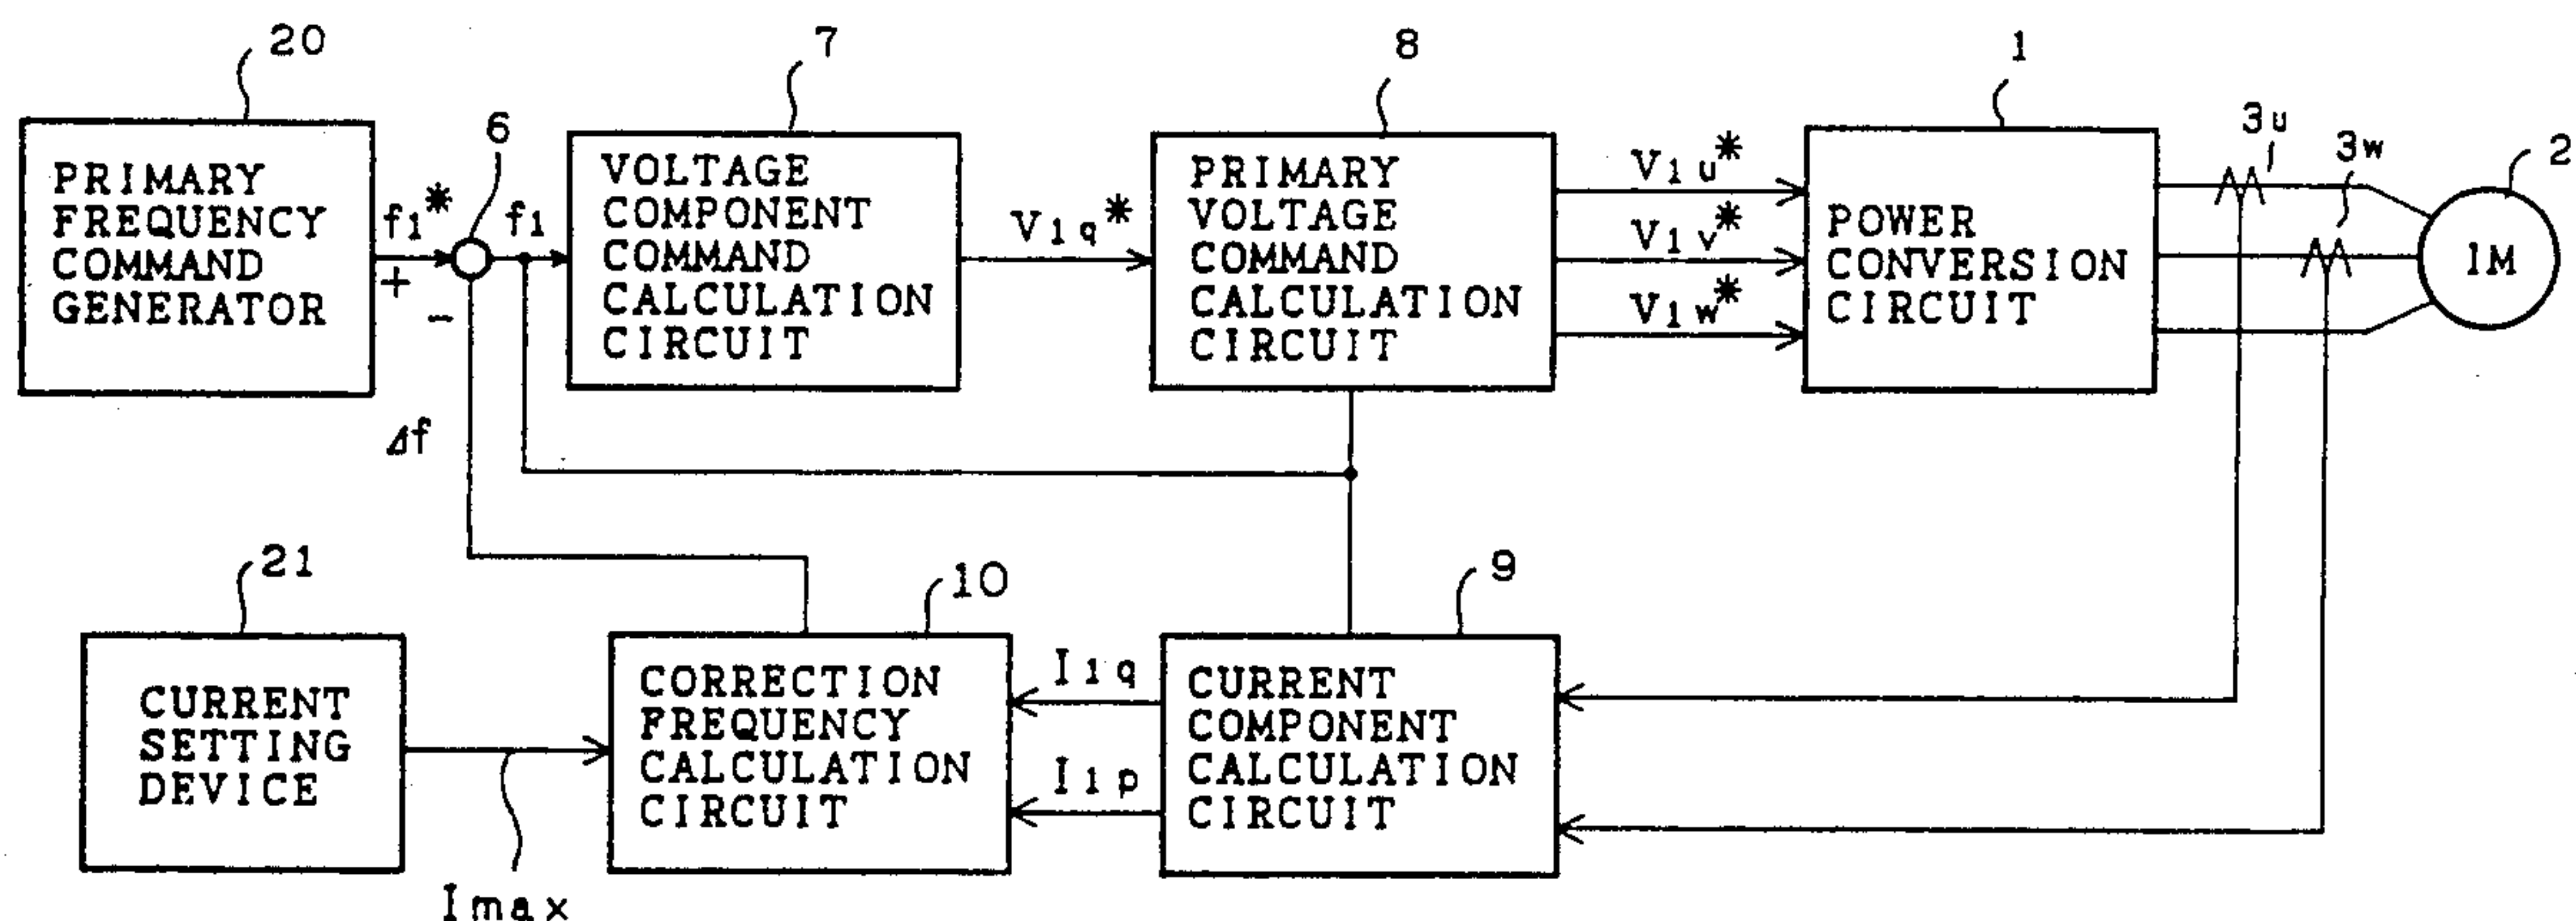 20
7
8
1
6
3u
3w
2
PRIMARY
FREQUENCY
COMMAND
GENERATOR
f1*
+
-
f1
VOLTAGE
COMPONENT
COMMAND
CALCULATION
CIRCUIT
V1q*
PRIMARY
VOLTAGE
COMMAND
CALCULATION
CIRCUIT
V1u*
V1v*
V1w*
POWER
CONVERSION
CIRCUIT
IM
Δf
21
10
9
CURRENT
SETTING
DEVICE
Imax
CORRECTION
FREQUENCY
CALCULATION
CIRCUIT
I1q
I1p
CURRENT
COMPONENT
CALCULATION
CIRCUIT